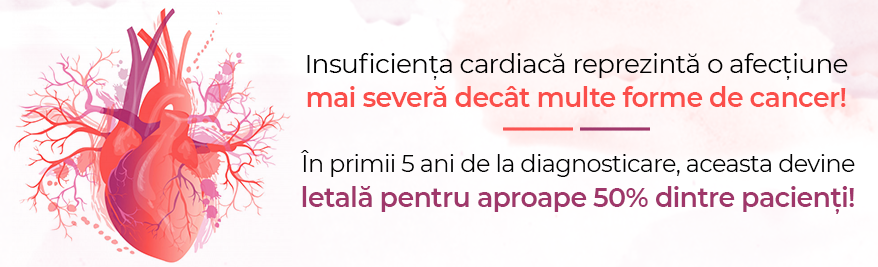 Insuficiența cardiacă reprezintă o afecțiune
mai severă decât multe forme de cancer!
În primii 5 ani de la diagnosticare, aceasta devine
letală pentru aproape 50% dintre pacienți!